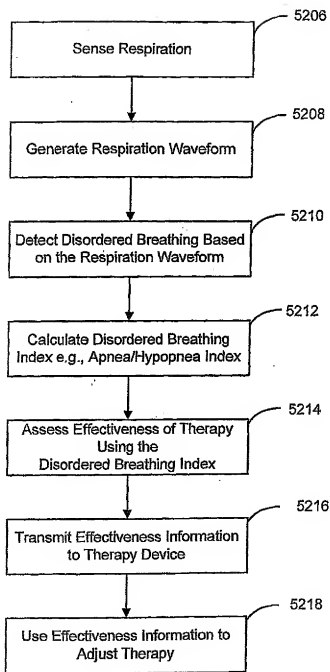 5206
Sense Respiration
5208
Generate Respiration Waveform
5210
Detect Disordered Breathing Based
on the Respiration Waveform
5212
Calculate Disordered Breathing
Index e.g., Apnea/Hypopnea Index
5214
Assess Effectiveness of Therapy
Using the
Disordered Breathing Index
5216
Transmit Effectiveness Information
to Therapy Device
5218
Use Effectiveness Information to
Adjust Therapy